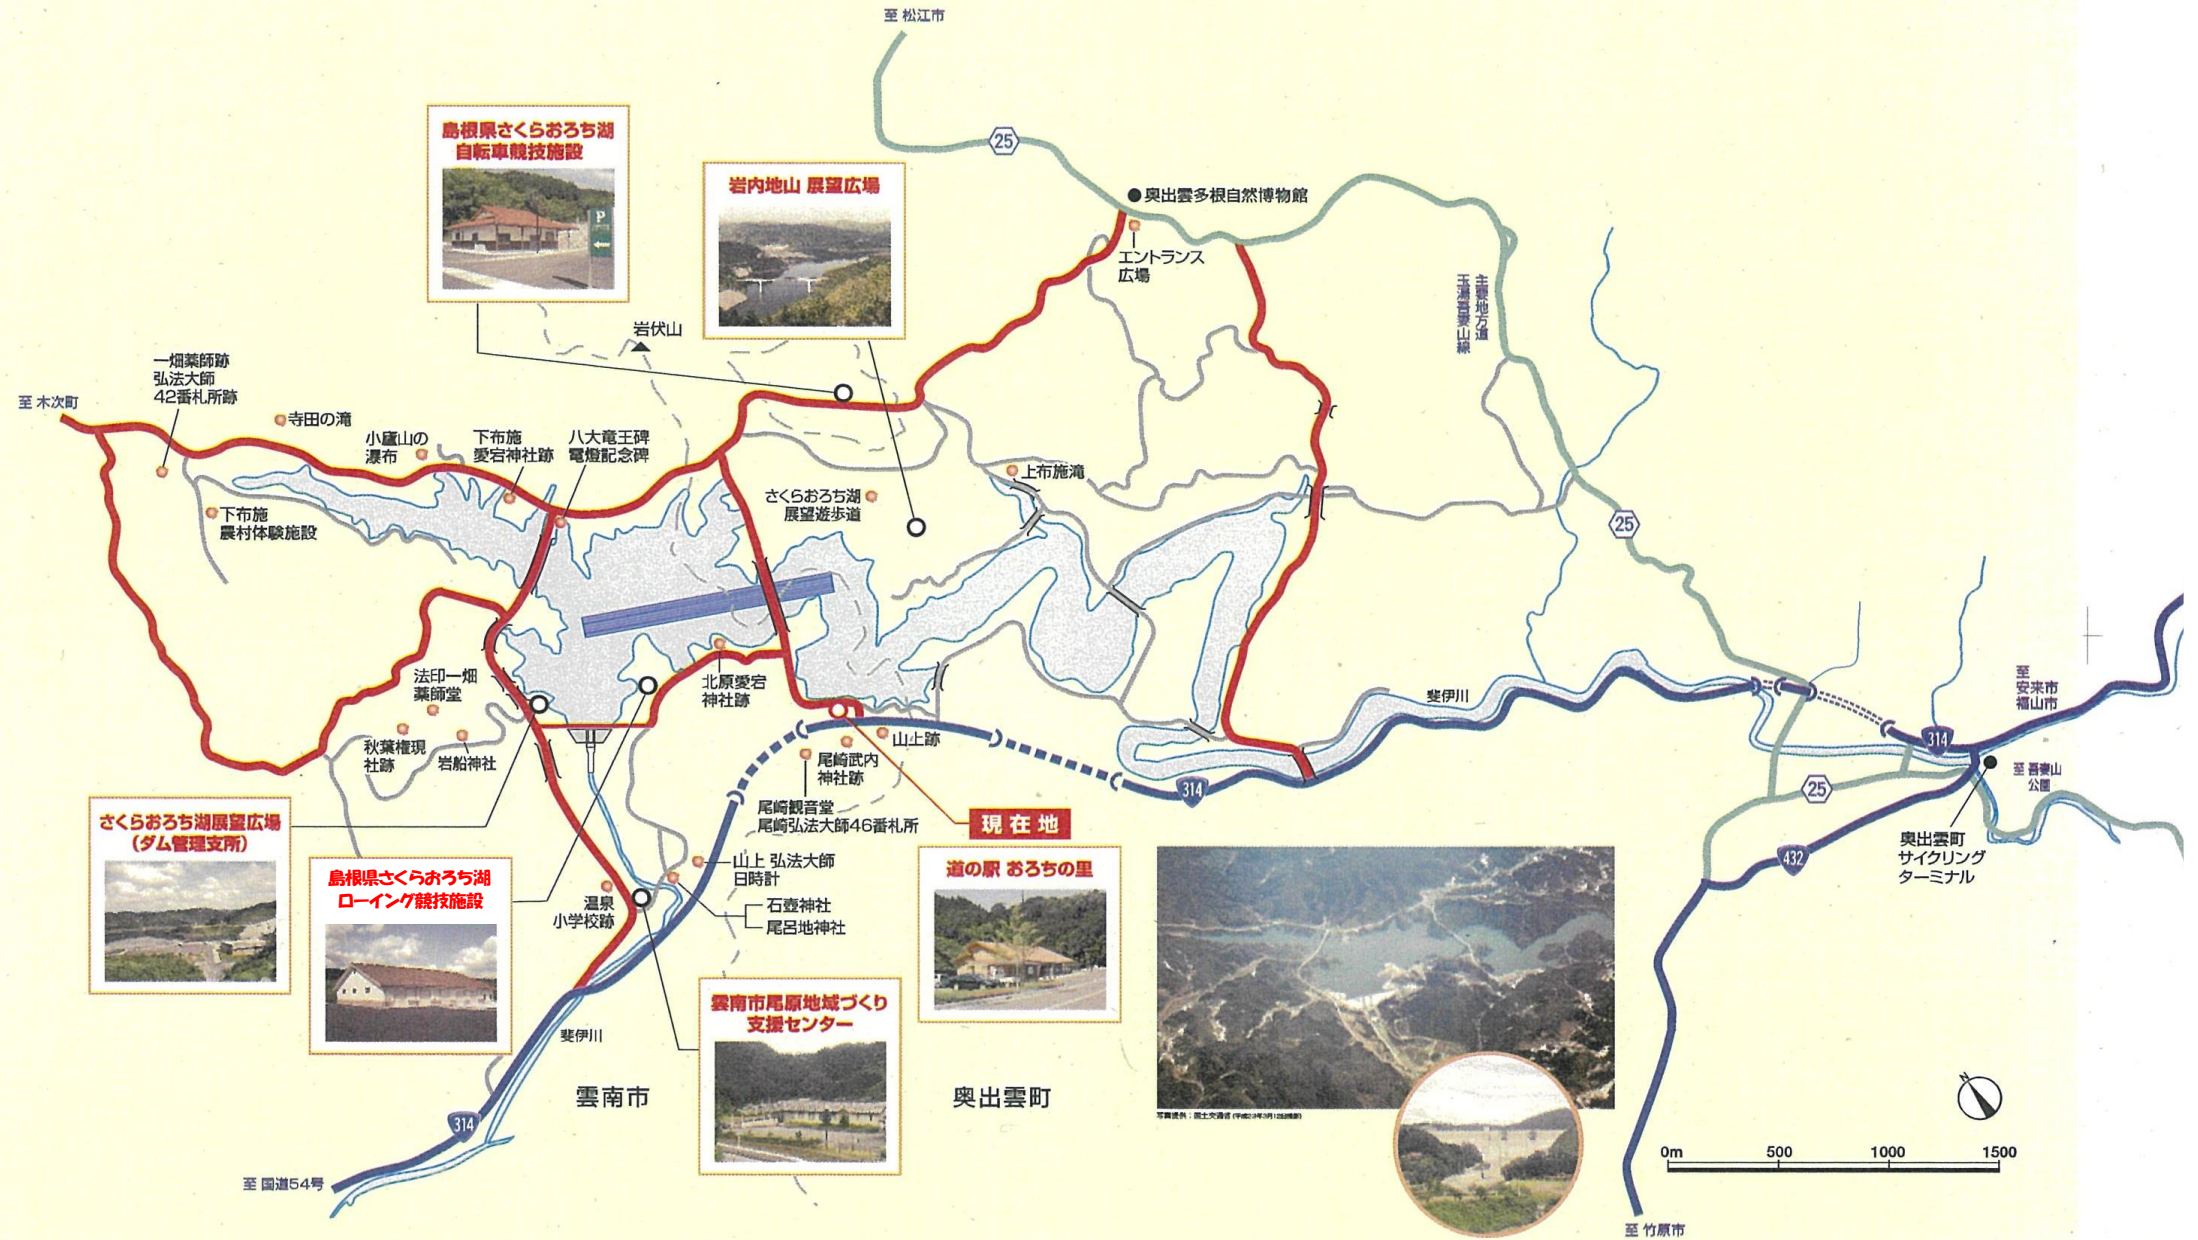 至 松江市
25
島根県さくらおろち湖
自転車競技施設
P
岩内地山 展望広場
奥出雲多根自然博物館
エントランス
広場
主要地方道
玉湯吾妻山線
岩伏山
一畑薬師跡
弘法大師
42番札所跡
至 木次町
寺田の滝
小廬山の
瀑布
下布施
愛宕神社跡
八大竜王碑
電燈記念碑
上布施滝
さくらおろち湖
展望遊歩道
下布施
農村体験施設
25
法印一畑
薬師堂
北原愛宕
神社跡
斐伊川
至
安来市
福山市
秋葉権現
社跡
岩船神社
山上跡
尾崎武内
神社跡
314
314
至 吾妻山
公園
25
尾崎観音堂
尾崎弘法大師46番札所
現在地
さくらおろち湖展望広場
(ダム管理支所)
奥出雲町
サイクリング
ターミナル
432
山上 弘法大師
日時計
島根県さくらおろち湖
ローイング競技施設
道の駅 おろちの里
温泉
小学校跡
石壺神社
尾呂地神社
雲南市尾原地域づくり
支援センター
斐伊川
雲南市
奥出雲町
314
N
0m 500 1000 1500
至 国道54号
至 竹原市